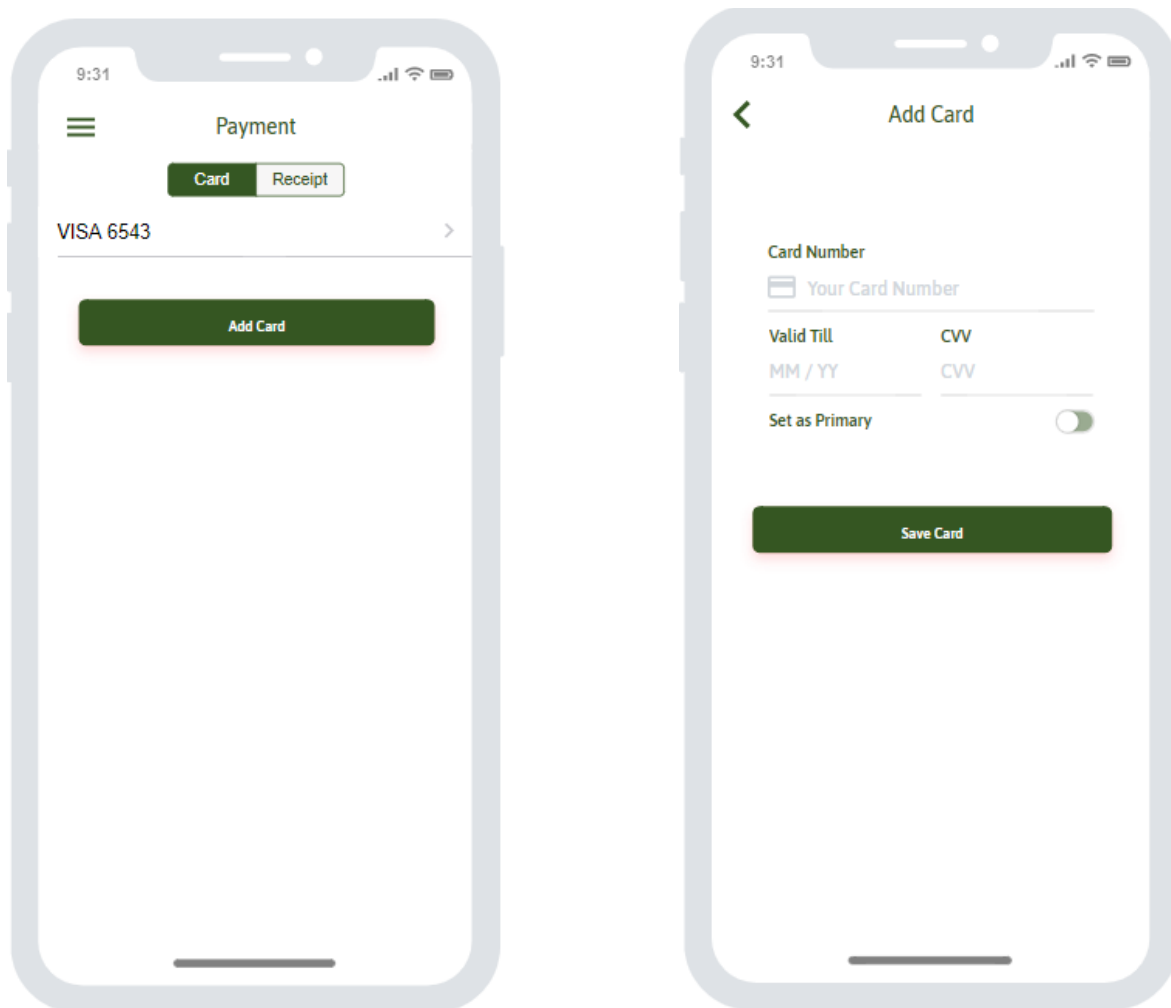 9:31
Payment
Card Receipt
VISA 6543
Add Card
9:31
Add Card
Card Number
Your Card Number
Valid Till CVV
MM / YY CVV
Set as Primary
Save Card